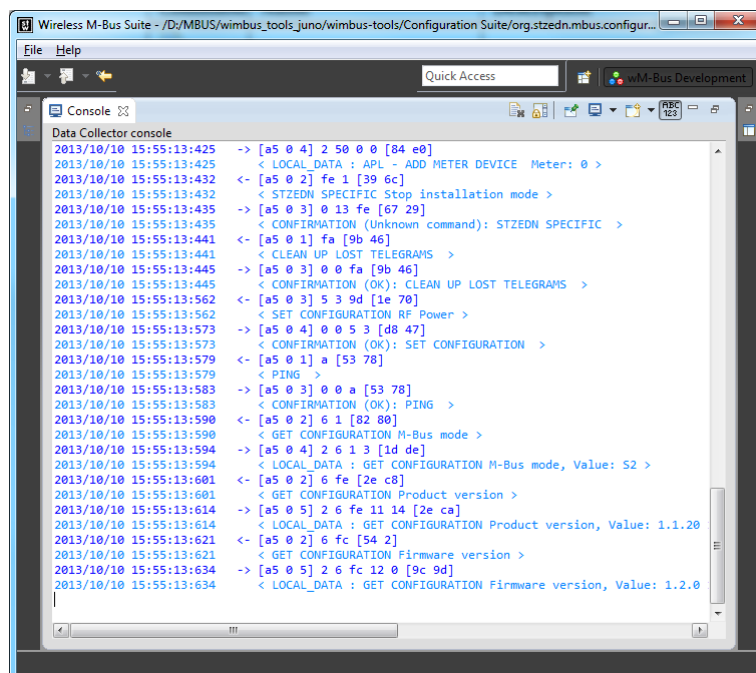 Wireless M-Bus Suite - /D:/MBUS/wimbus_tools_juno/wimbus-tools/Configuration Suite/org.stzedn.mbus.configur...
File Help
Quick Access
wM-Bus Development
Console
ABC
123
Data Collector console
2013/10/10 15:55:13:425 -> [a5 0 4] 2 50 0 0 [84 e0]
2013/10/10 15:55:13:425 < LOCAL_DATA : APL - ADD METER DEVICE Meter: 0 >
2013/10/10 15:55:13:432 <- [a5 0 2] fe 1 [39 6c]
2013/10/10 15:55:13:432 < STZEDN SPECIFIC Stop installation mode >
2013/10/10 15:55:13:435 -> [a5 0 3] 0 13 fe [67 29]
2013/10/10 15:55:13:435 < CONFIRMATION (Unknown command): STZEDN SPECIFIC >
2013/10/10 15:55:13:441 <- [a5 0 1] fa [9b 46]
2013/10/10 15:55:13:441 < CLEAN UP LOST TELEGRAMS >
2013/10/10 15:55:13:445 -> [a5 0 3] 0 0 fa [9b 46]
2013/10/10 15:55:13:445 < CONFIRMATION (OK): CLEAN UP LOST TELEGRAMS >
2013/10/10 15:55:13:562 <- [a5 0 3] 5 3 9d [1e 70]
2013/10/10 15:55:13:562 < SET CONFIGURATION RF Power >
2013/10/10 15:55:13:573 -> [a5 0 4] 0 0 5 3 [d8 47]
2013/10/10 15:55:13:573 < CONFIRMATION (OK): SET CONFIGURATION >
2013/10/10 15:55:13:579 <- [a5 0 1] a [53 78]
2013/10/10 15:55:13:579 < PING >
2013/10/10 15:55:13:583 -> [a5 0 3] 0 0 a [53 78]
2013/10/10 15:55:13:583 < CONFIRMATION (OK): PING >
2013/10/10 15:55:13:590 <- [a5 0 2] 6 1 [82 80]
2013/10/10 15:55:13:590 < GET CONFIGURATION M-Bus mode >
2013/10/10 15:55:13:594 -> [a5 0 4] 2 6 1 3 [1d de]
2013/10/10 15:55:13:594 < LOCAL_DATA : GET CONFIGURATION M-Bus mode, Value: S2 >
2013/10/10 15:55:13:601 <- [a5 0 2] 6 fe [2e c8]
2013/10/10 15:55:13:601 < GET CONFIGURATION Product version >
2013/10/10 15:55:13:614 -> [a5 0 5] 2 6 fe 11 14 [2e ca]
2013/10/10 15:55:13:614 < LOCAL_DATA : GET CONFIGURATION Product version, Value: 1.1.20
2013/10/10 15:55:13:621 <- [a5 0 2] 6 fc [54 2]
2013/10/10 15:55:13:621 < GET CONFIGURATION Firmware version >
2013/10/10 15:55:13:634 -> [a5 0 5] 2 6 fc 12 0 [9c 9d]
2013/10/10 15:55:13:634 < LOCAL_DATA : GET CONFIGURATION Firmware version, Value: 1.2.0